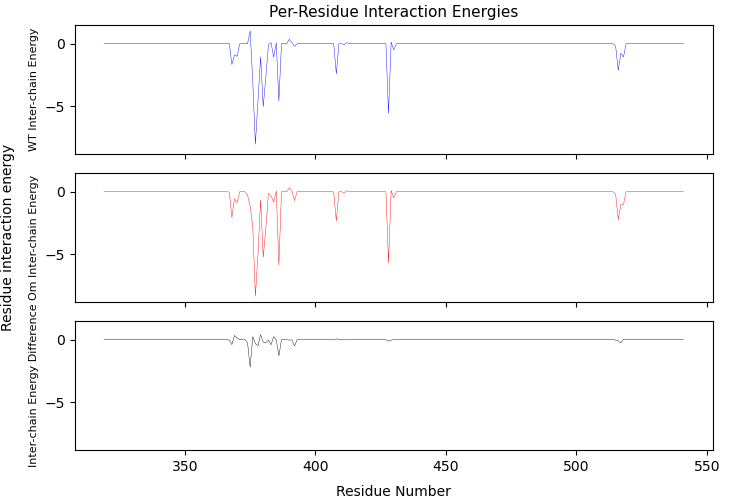 Per-Residue Interaction Energies
Residue interaction energy
WT Inter-chain Energy
0
−5
Om Inter-chain Energy
0
−5
Inter-chain Energy Difference
0
−5
350
400
450
500
550
Residue Number